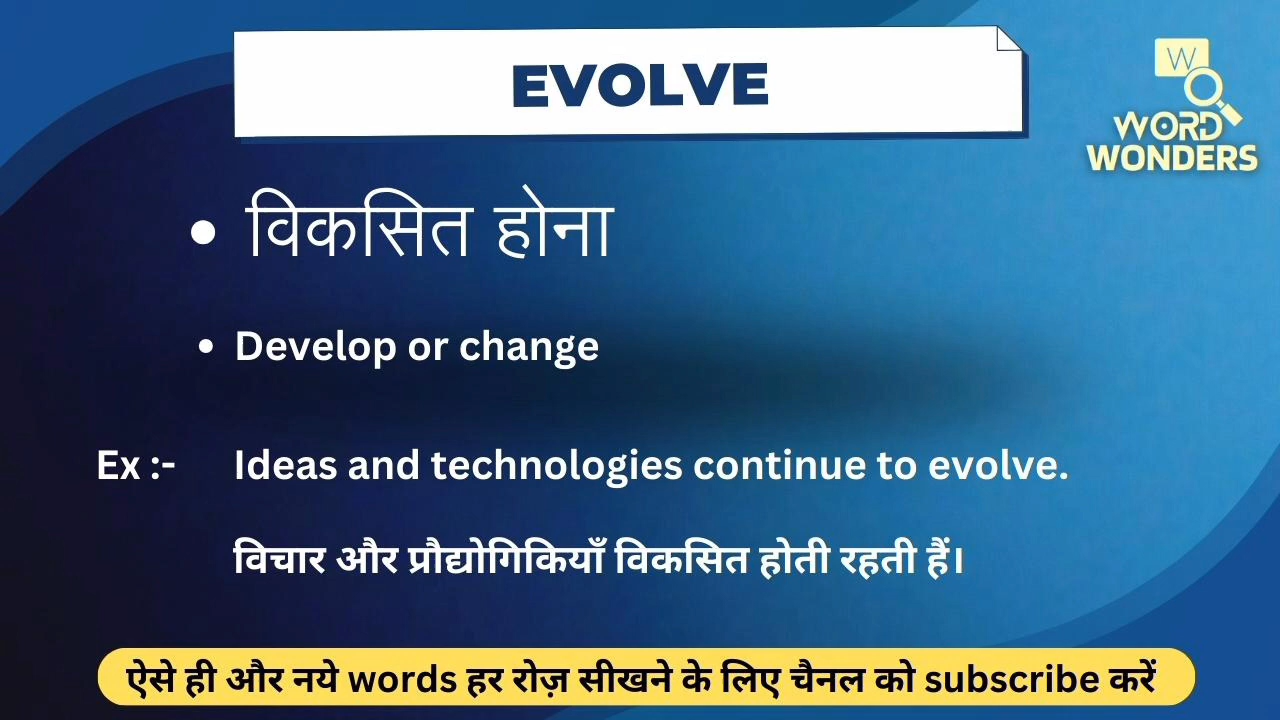 EVOLVE
W
WORD
WONDERS
• विकसित होना
• Develop or change
Ex :- Ideas and technologies continue to evolve.
विचार और प्रौद्योगिकियाँ विकसित होती रहती हैं।
ऐसे ही और नये words हर रोज़ सीखने के लिए चैनल को subscribe करें